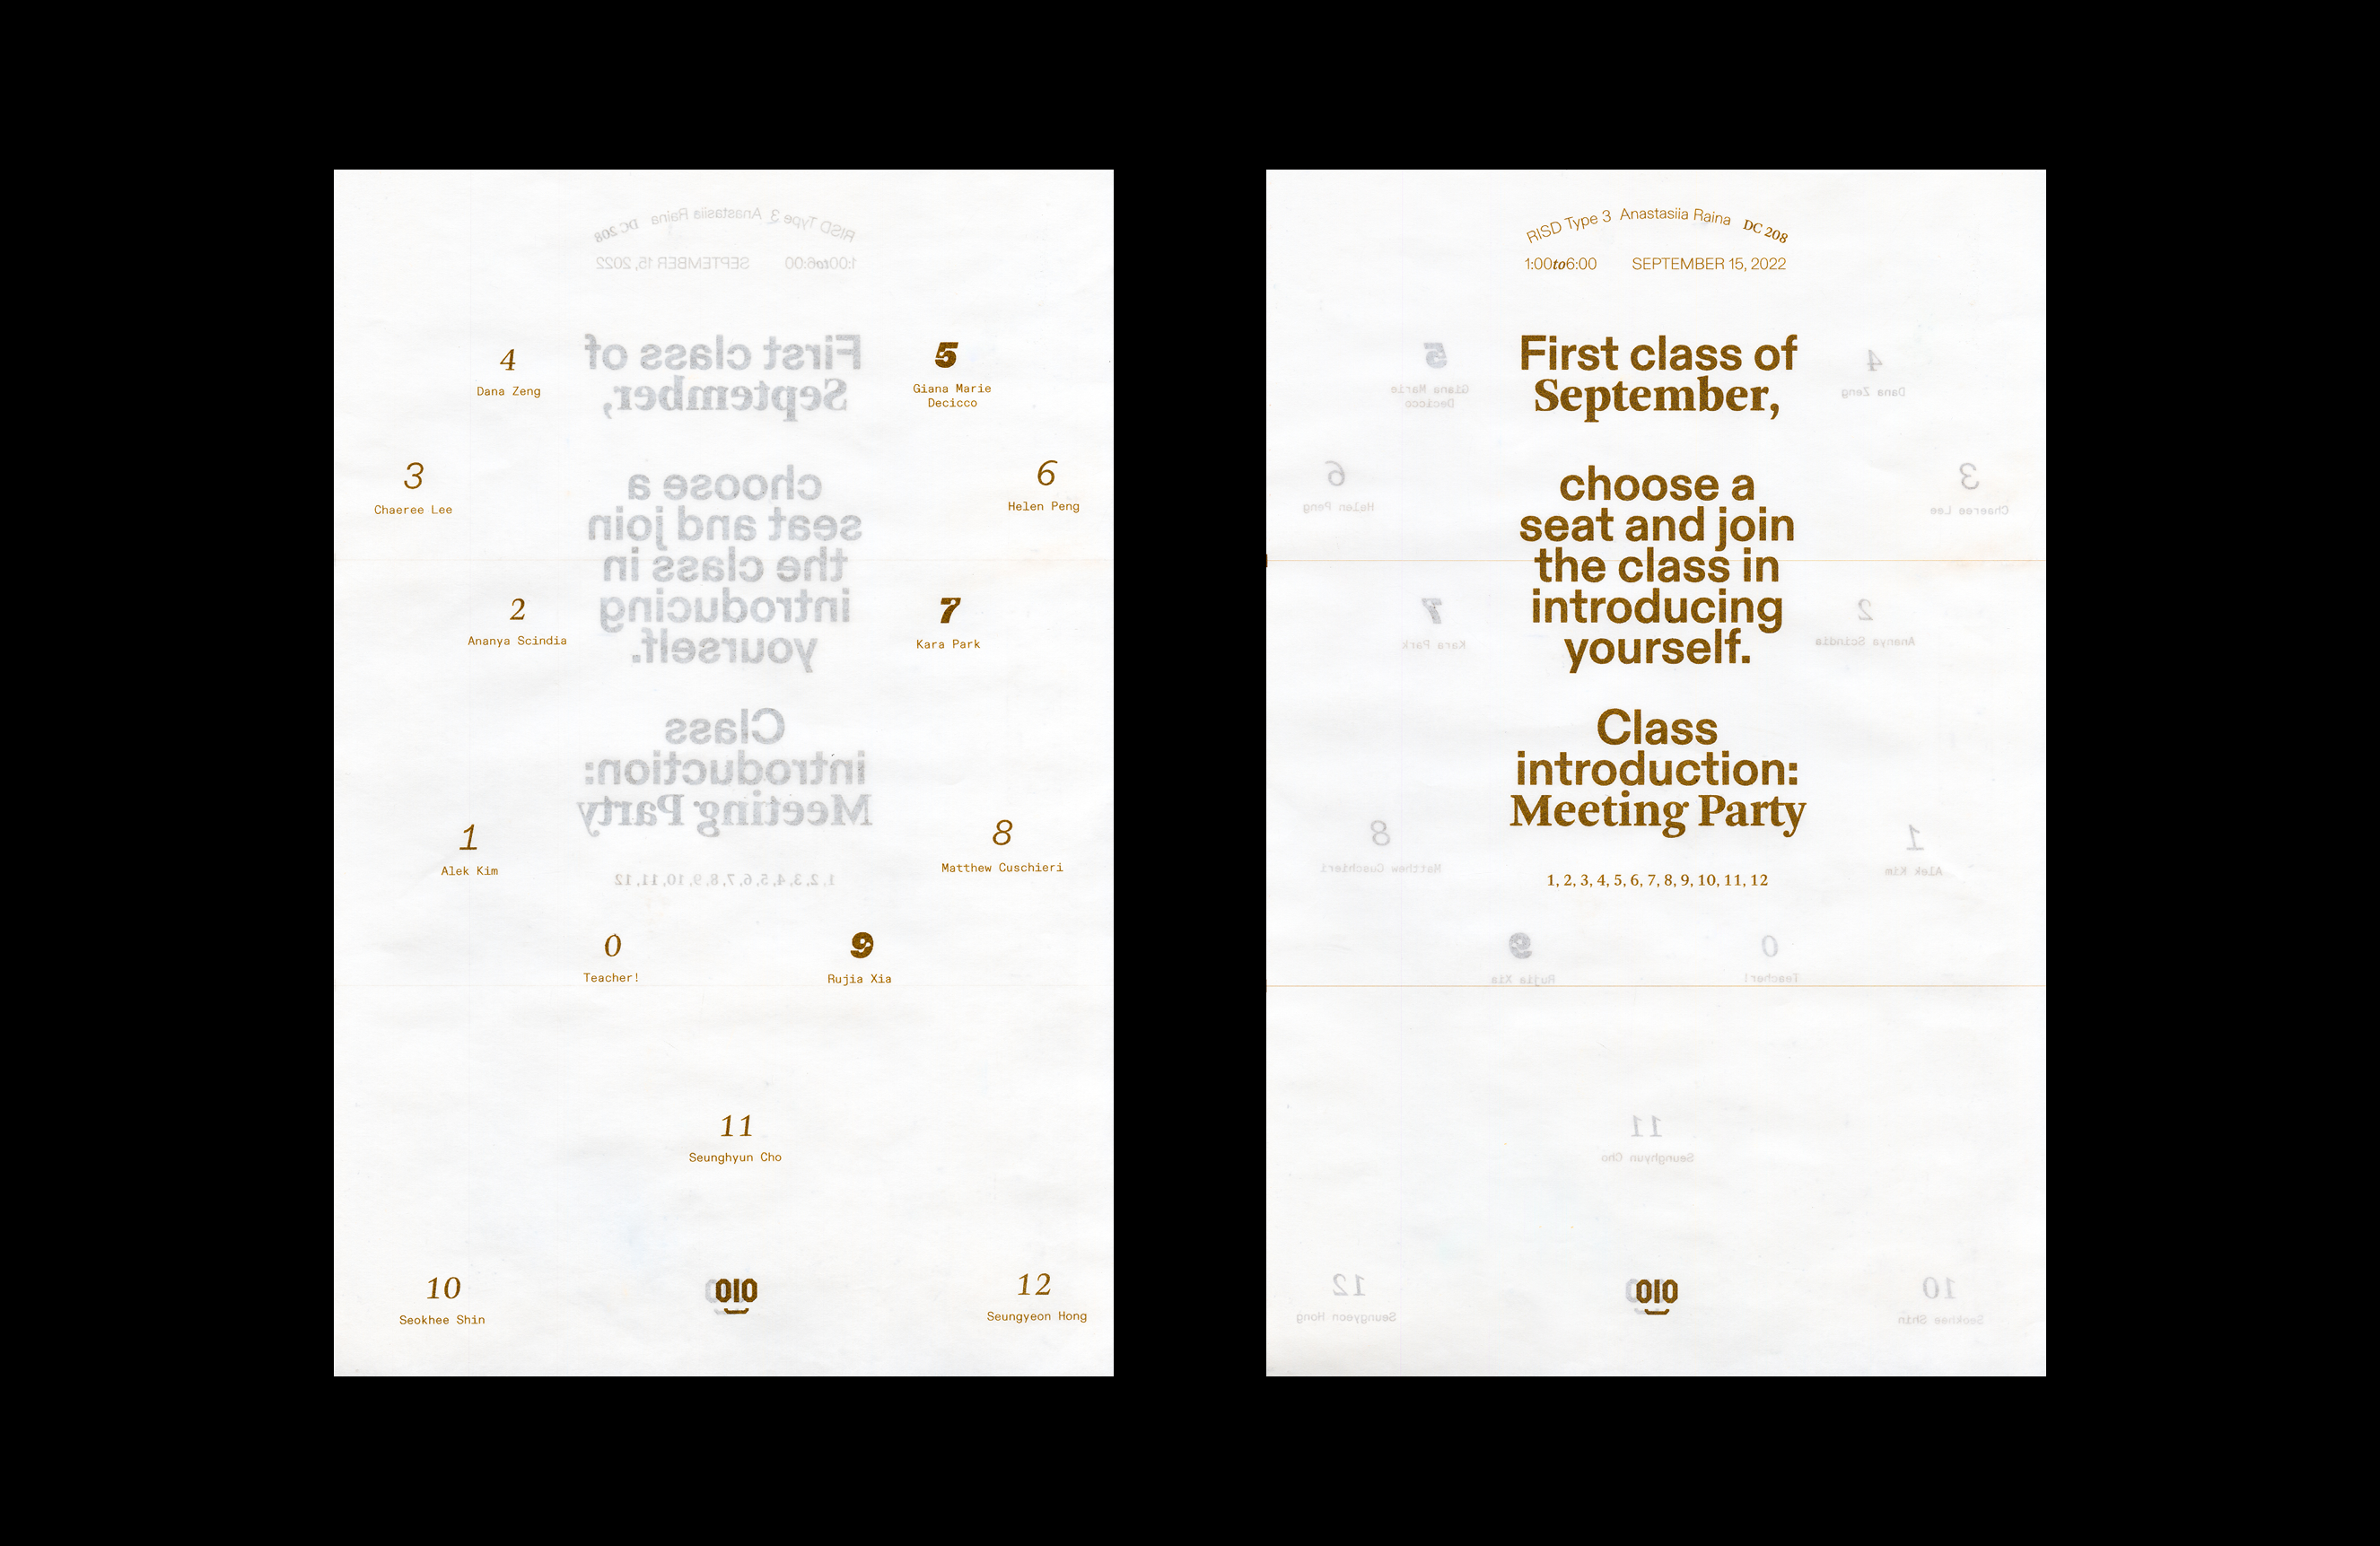 4
Dana Zeng
5
Giana Marie
Decicco
3
Chaeree Lee
6
Helen Peng
2
Ananya Scindia
7
Kara Park
1
Alek Kim
8
Matthew Cuschieri
0
Teacher!
9
Rujia Xia
11
Seunghyun Cho
10
Seokhee Shin
12
Seungyeon Hong
RISD Type 3 Anastasiia Raina DC 208
1:00to6:00 SEPTEMBER 15, 2022
First class of
September,
choose a
seat and join
the class in
introducing
yourself.
Class
introduction:
Meeting Party
1, 2, 3, 4, 5, 6, 7, 8, 9, 10, 11, 12